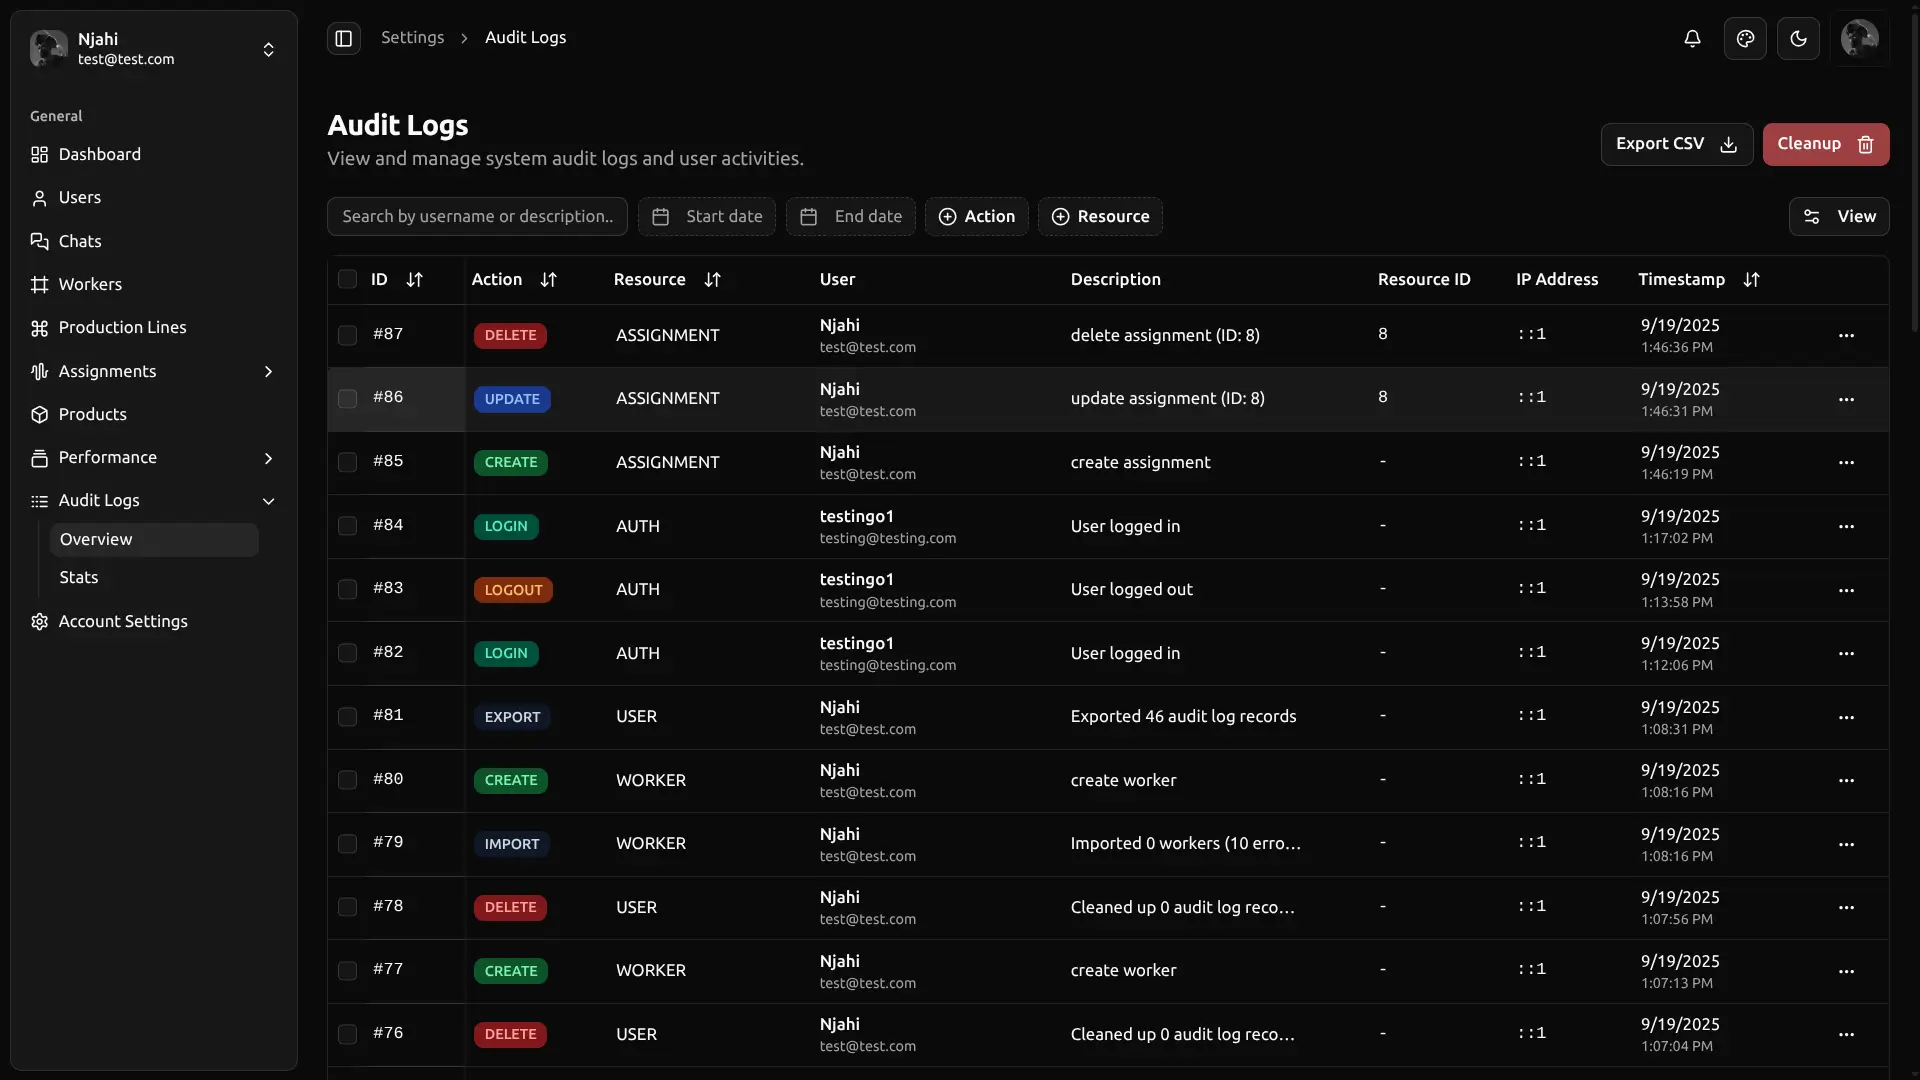 Njahi
test@test.com
General
Dashboard
Users
Chats
Workers
Production Lines
Assignments
Products
Performance
Audit Logs
Overview
Stats
Account Settings
Settings > Audit Logs
Audit Logs
View and manage system audit logs and user activities.
Export CSV
Cleanup
Search by username or description..
Start date
End date
Action
Resource
View
ID Action Resource User Description Resource ID IP Address Timestamp
#87 DELETE ASSIGNMENT Njahi delete assignment (ID: 8) 8 ::1 9/19/2025
test@test.com 1:46:36 PM
#86 UPDATE ASSIGNMENT Njahi update assignment (ID: 8) 8 ::1 9/19/2025
test@test.com 1:46:31 PM
#85 CREATE ASSIGNMENT Njahi create assignment - ::1 9/19/2025
test@test.com 1:46:19 PM
#84 LOGIN AUTH testingo1 User logged in - ::1 9/19/2025
testing@testing.com 1:17:02 PM
#83 LOGOUT AUTH testingo1 User logged out - ::1 9/19/2025
testing@testing.com 1:13:58 PM
#82 LOGIN AUTH testingo1 User logged in - ::1 9/19/2025
testing@testing.com 1:12:06 PM
#81 EXPORT USER Njahi Exported 46 audit log records - ::1 9/19/2025
test@test.com 1:08:31 PM
#80 CREATE WORKER Njahi create worker - ::1 9/19/2025
test@test.com 1:08:16 PM
#79 IMPORT WORKER Njahi Imported 0 workers (10 erro… - ::1 9/19/2025
test@test.com 1:08:16 PM
#78 DELETE USER Njahi Cleaned up 0 audit log reco… - ::1 9/19/2025
test@test.com 1:07:56 PM
#77 CREATE WORKER Njahi create worker - ::1 9/19/2025
test@test.com 1:07:13 PM
#76 DELETE USER Njahi Cleaned up 0 audit log reco… - ::1 9/19/2025
test@test.com 1:07:04 PM